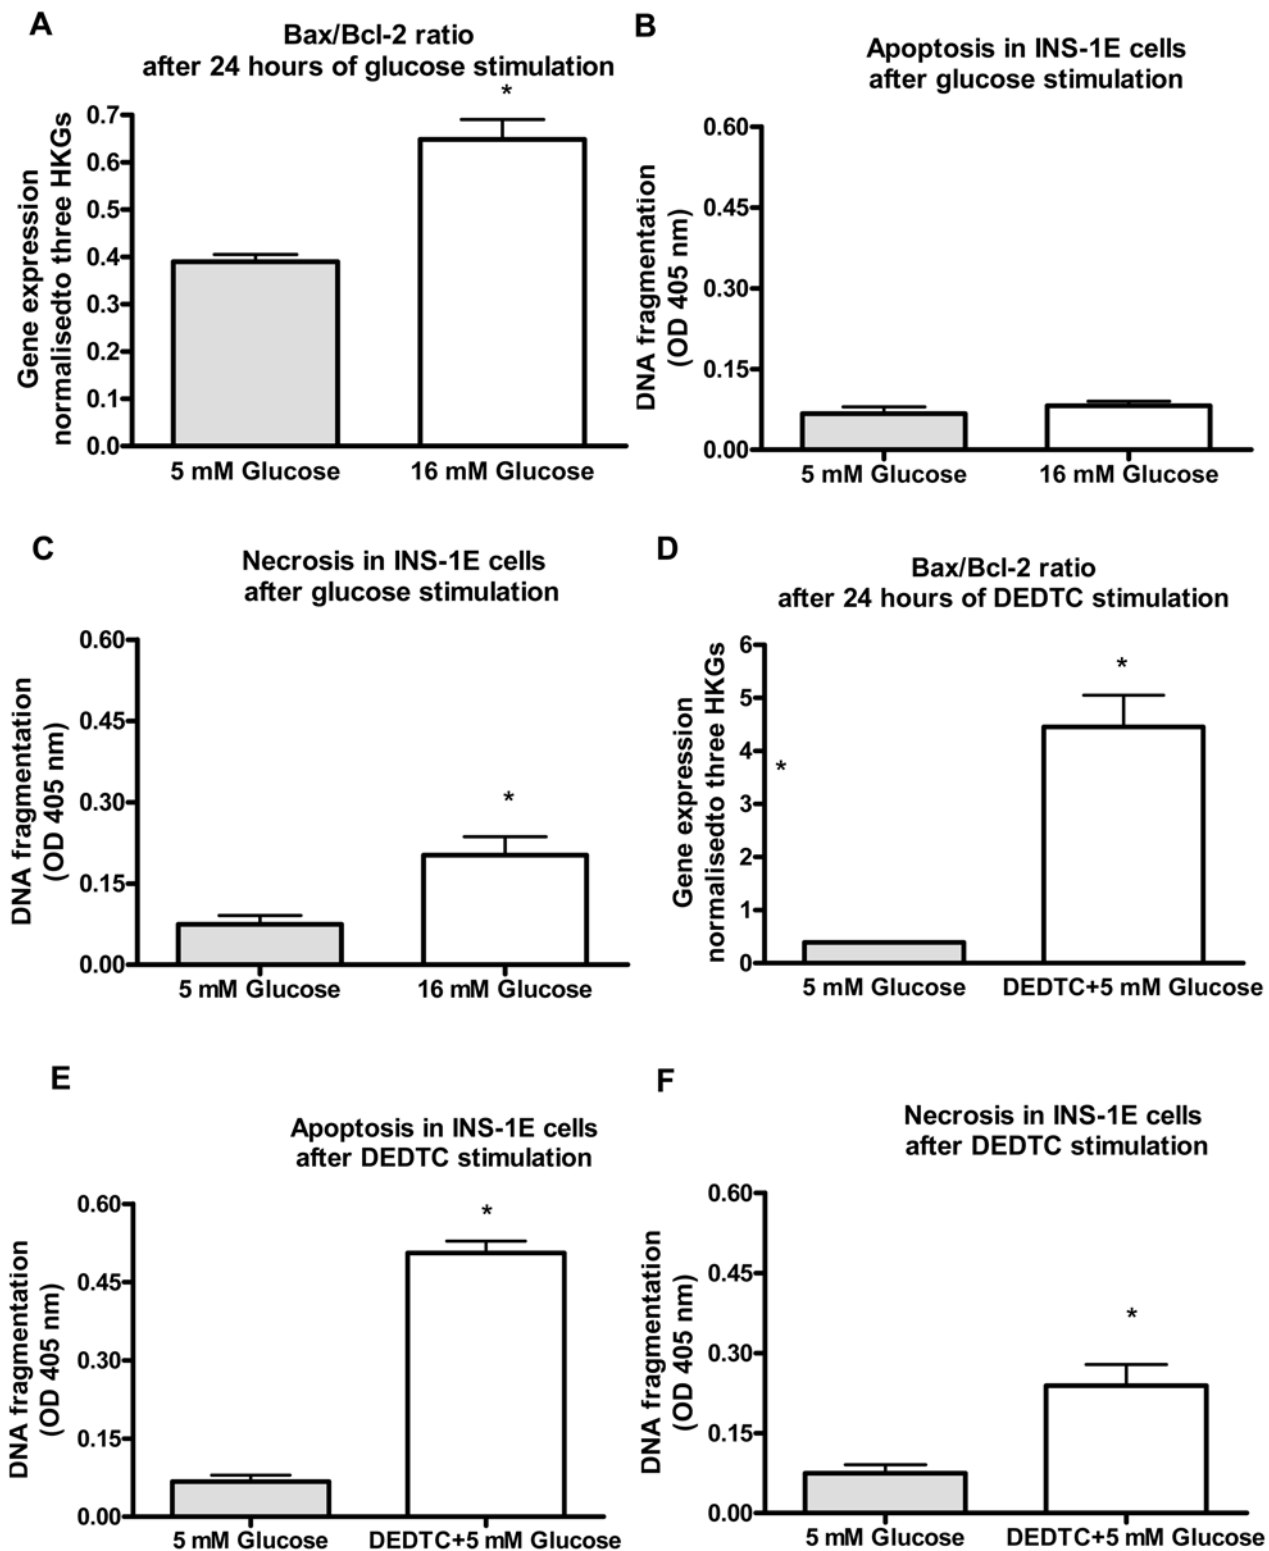 A
Bax/Bcl-2 ratio
after 24 hours of glucose stimulation
*
Gene expression
normalisedto three HKGs
0.7
0.6
0.5
0.4
0.3
0.2
0.1
0.0
5 mM Glucose
16 mM Glucose
B
Apoptosis in INS-1E cells
after glucose stimulation
DNA fragmentation
(OD 405 nm)
0.60
0.45
0.30
0.15
0.00
5 mM Glucose
16 mM Glucose
C
Necrosis in INS-1E cells
after glucose stimulation
DNA fragmentation
(OD 405 nm)
0.60
0.45
0.30
0.15
0.00
*
5 mM Glucose
16 mM Glucose
D
Bax/Bcl-2 ratio
after 24 hours of DEDTC stimulation
Gene expression
normalisedto three HKGs
6
5
4
3
2
1
0
*
*
5 mM Glucose
DEDTC+5 mM Glucose
E
Apoptosis in INS-1E cells
after DEDTC stimulation
DNA fragmentation
(OD 405 nm)
0.60
0.45
0.30
0.15
0.00
*
5 mM Glucose
DEDTC+5 mM Glucose
F
Necrosis in INS-1E cells
after DEDTC stimulation
DNA fragmentation
(OD 405 nm)
0.60
0.45
0.30
0.15
0.00
*
5 mM Glucose
DEDTC+5 mM Glucose